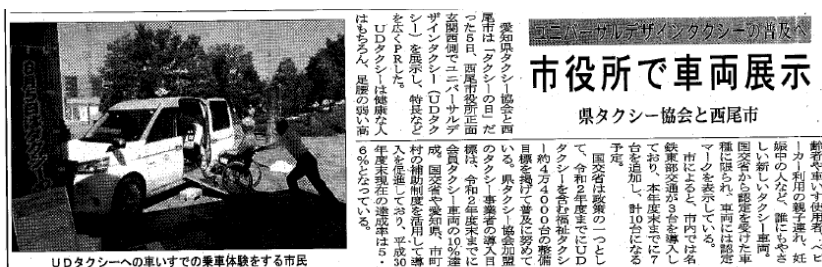 ユニバーサルデザインタクシーの普及へ
市役所で車両展示
県タクシー協会と西尾市
愛知県タクシー協会と西
尾市は「タクシーの日」だ
った5日、西尾市役所正面
玄関西側でユニバーサルデ
ザインタクシー（UDタク
シー）を展示し、特長など
を広くPRした。
UDタクシーは健康な人
はもちろん、足腰の弱い高
齢者や車いす使用者、ベビ
ーカー利用の親子連れ、妊
娠中の人など、誰にもやさ
しい新しいタクシー車両。
国交省から認定を受けた車
種に限られ、車両には認定
マークを表示している。
市によると、市内では名
鉄東部交通が3台を導入し
ており、本年度末までに7
台を追加し、計10台になる
予定。
国交省は政策の一つとし
て、令和2年度までにUD
タクシーを含む福祉タクシ
ー約4万4000台の整備
目標を掲げて普及に努めて
いる。県タクシー協会加盟
のタクシー事業者の導入目
標は、令和2年度末までに
会員タクシー車両の10％達
成。国交省や愛知県、市町
村の補助制度を活用して導
入を促進しており、平成30
年度末現在の達成率は5・
6％となっている。
UDタクシーへの車いすでの乗車体験をする市民